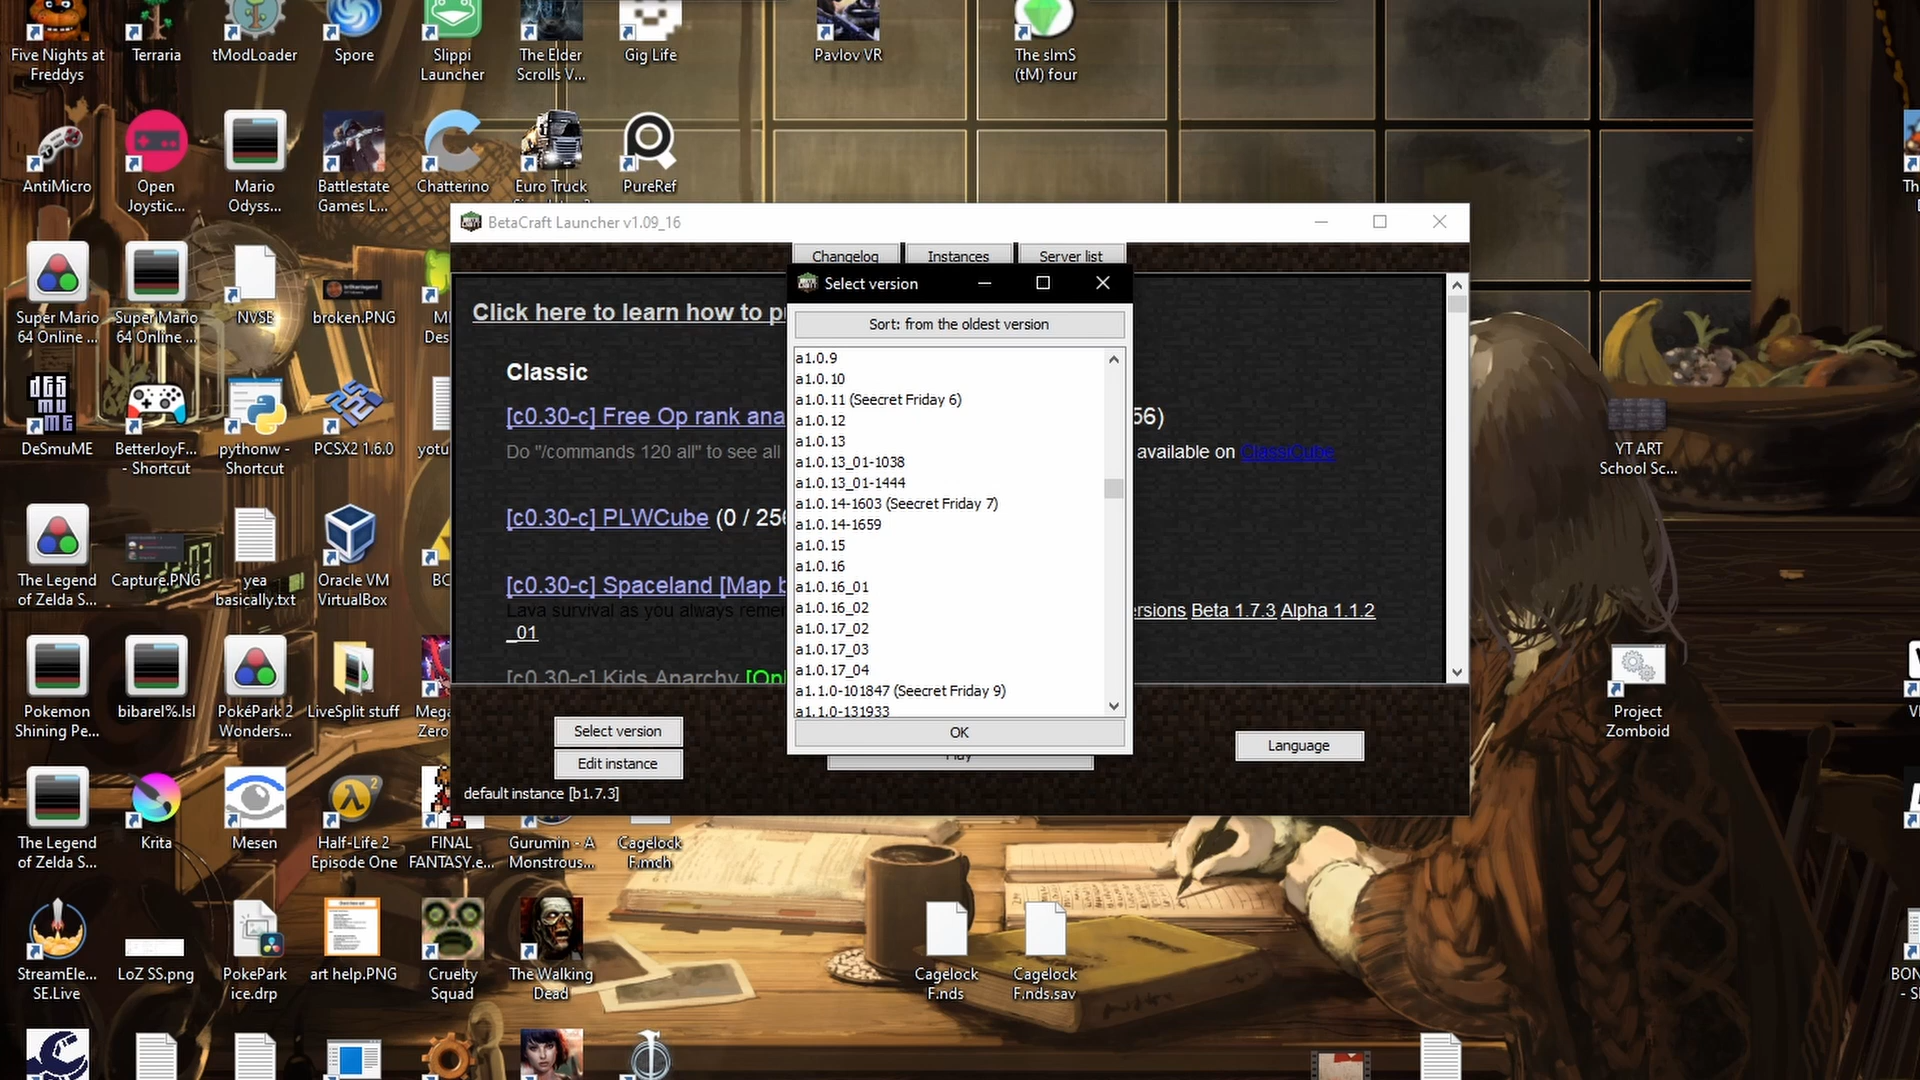 Five Nights at
Freddys
Terraria
tModLoader
Spore
Slippi
Launcher
The Elder
Scrolls V...
Gig Life
Pavlov VR
The slmS
(tM) four
AntiMicro
Open
Joystic...
Mario
Odyss...
Battlestate
Games L...
Chatterino
Euro Truck
PureRef
BetaCraft Launcher v1.09_16
Changelog
Instances
Server list
Select version
Click here to learn how to p
Sort: from the oldest version
Classic
[c0.30-c] Free Op rank ana
56)
Do "/commands 120 all" to see all
available on ClassiCube
[c0.30-c] PLWCube (0 / 256
[c0.30-c] Spaceland [Map b
Lava survival as you always reme
ersions Beta 1.7.3 Alpha 1.1.2
_01
[c0.30-c] Kids Anarchy [On
a1.0.9
a1.0.10
a1.0.11 (Seecret Friday 6)
a1.0.12
a1.0.13
a1.0.13_01-1038
a1.0.13_01-1444
a1.0.14-1603 (Seecret Friday 7)
a1.0.14-1659
a1.0.15
a1.0.16
a1.0.16_01
a1.0.16_02
a1.0.17_02
a1.0.17_03
a1.0.17_04
a1.1.0-101847 (Seecret Friday 9)
a1.1.0-131933
OK
Play
Select version
Edit instance
default instance [b1.7.3]
Language
Super Mario
64 Online ...
Super Mario
64 Online ...
NVSE
broken.PNG
DeSmuME
BetterJoyF...
- Shortcut
pythonw -
Shortcut
PCSX2 1.6.0
YT ART
School Sc...
The Legend
of Zelda S...
Capture.PNG
yea
basically.txt
Oracle VM
VirtualBox
Pokemon
Shining Pe...
bibarel%.lsl
PokéPark 2
Wonders...
LiveSplit stuff
Mega
Zero
Project
Zomboid
The Legend
of Zelda S...
Krita
Mesen
Half-Life 2
Episode One
FINAL
FANTASY.e...
Gurumin - A
Monstrous...
Cagelock
F.mch
StreamEle...
SE.Live
LoZ SS.png
PokePark
ice.drp
art help.PNG
Cruelty
Squad
The Walking
Dead
Cagelock
F.nds
Cagelock
F.nds.sav